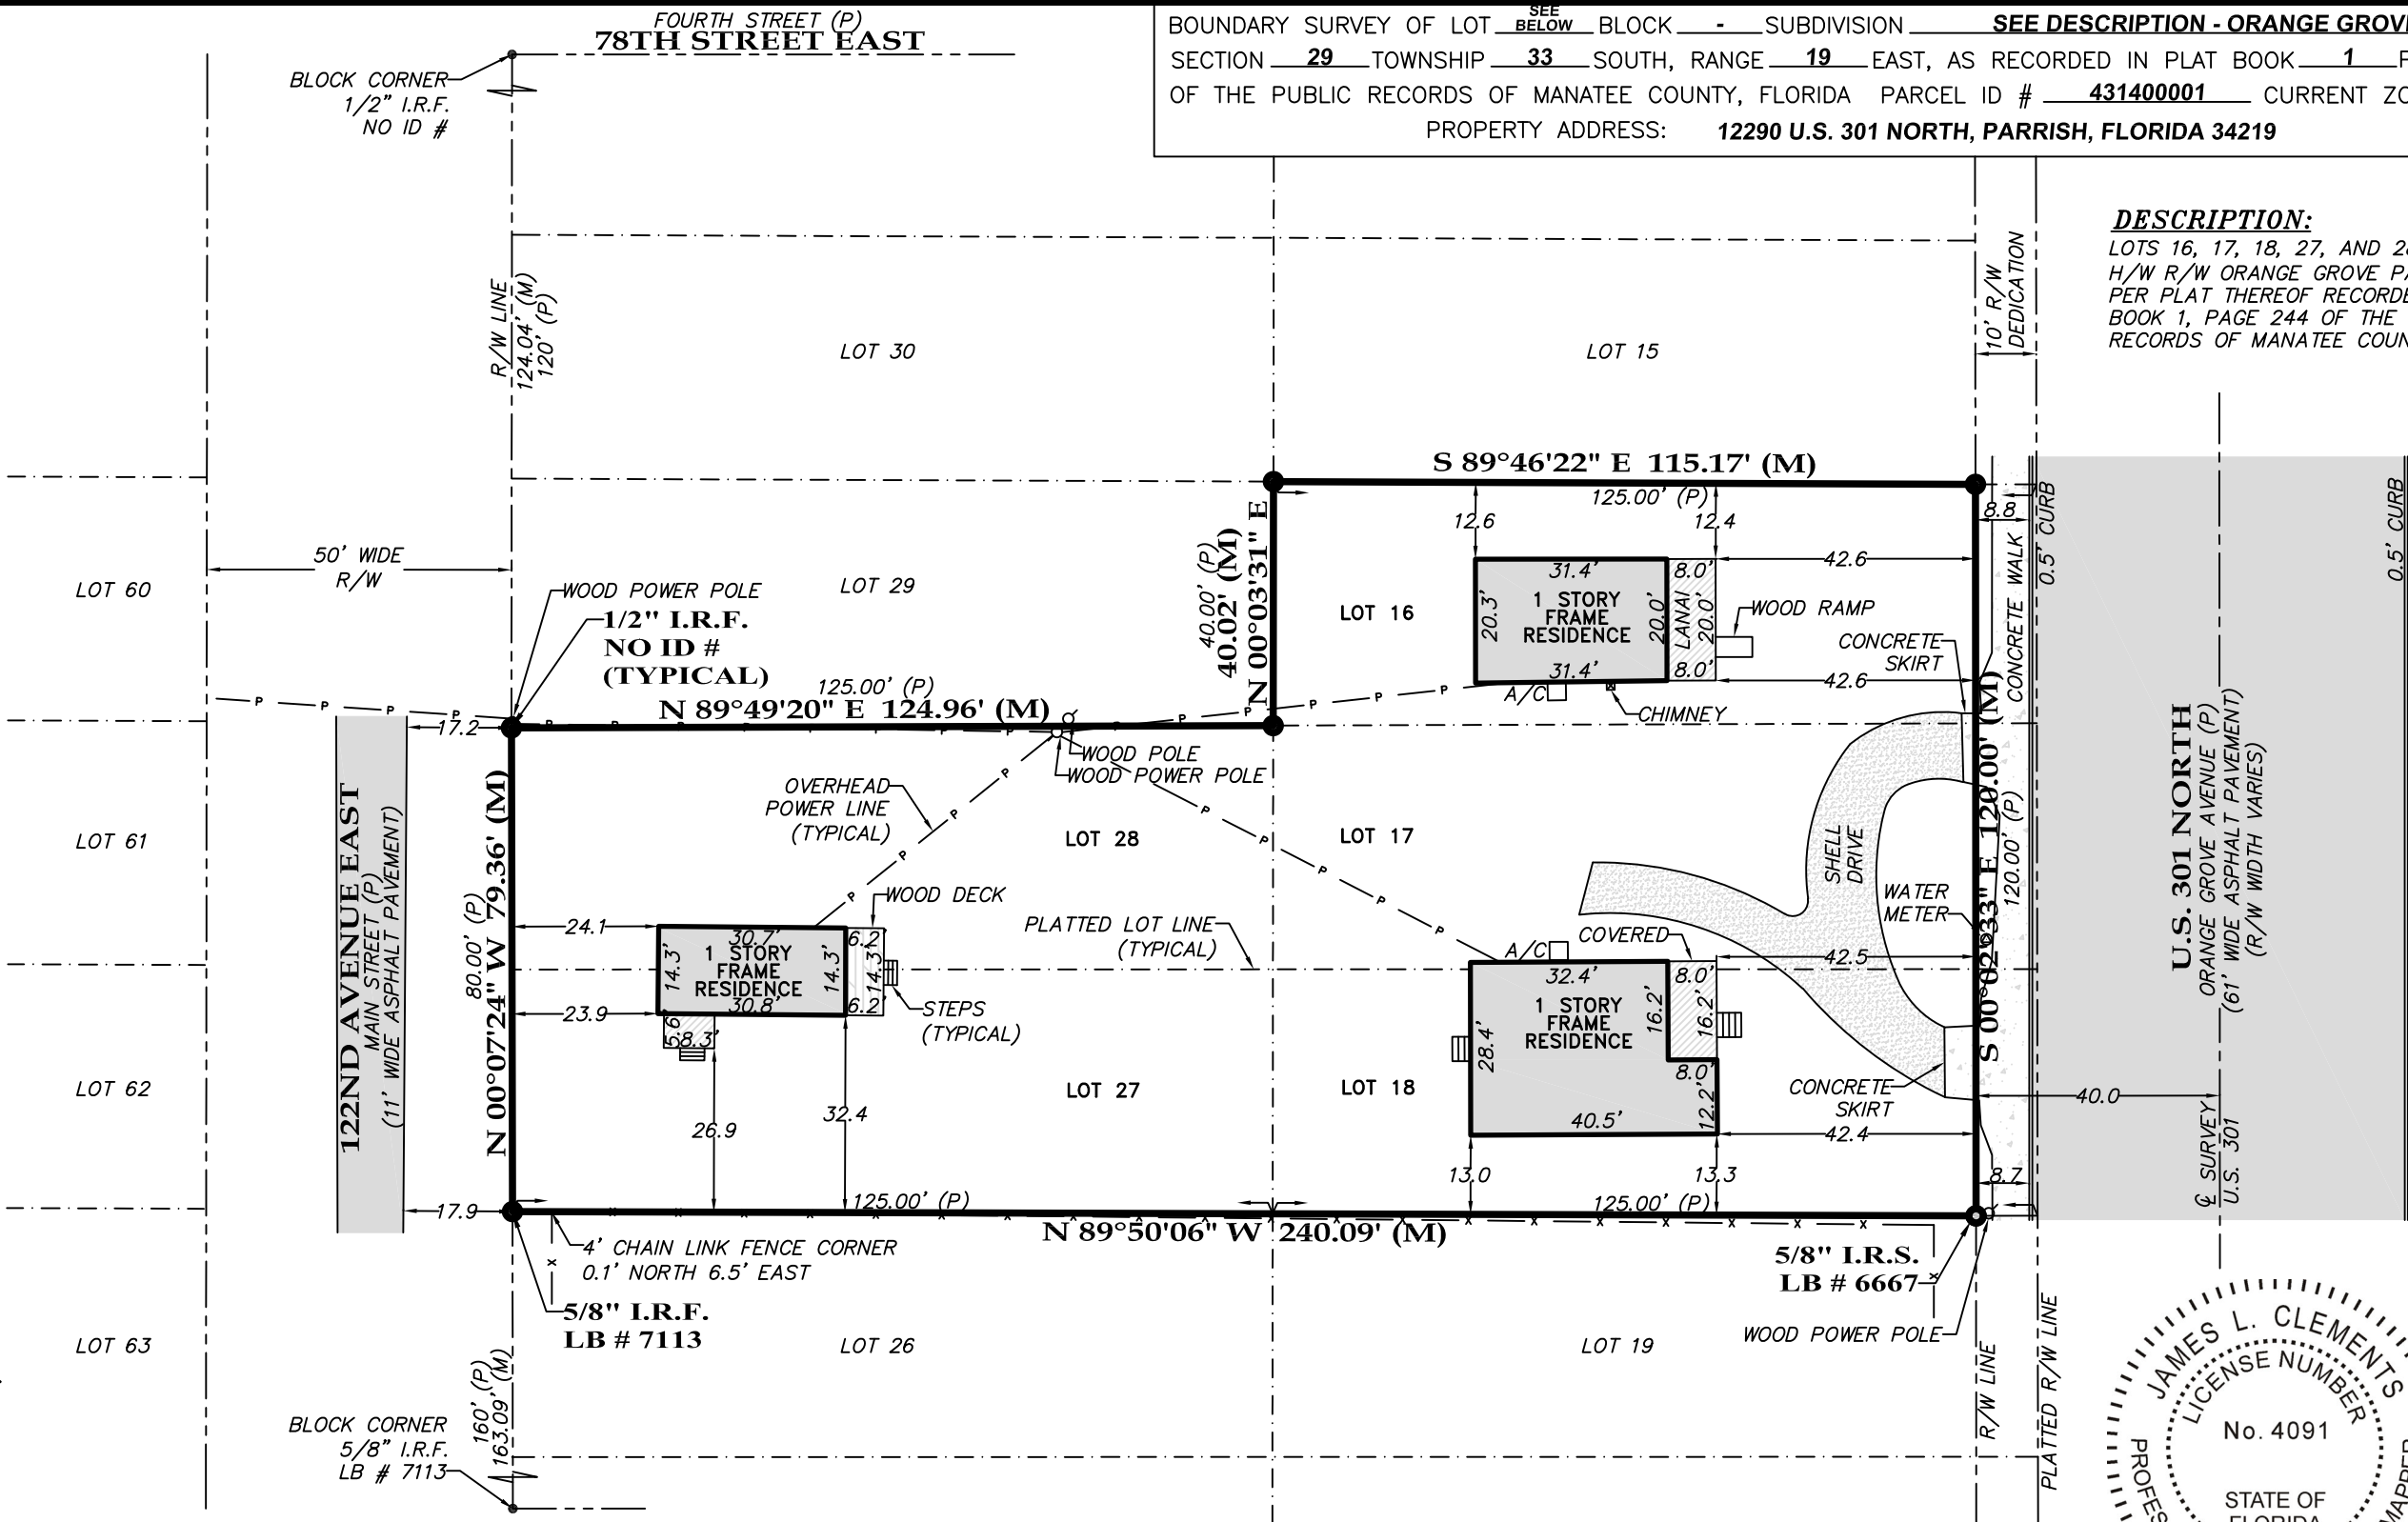 FOURTH STREET (P)
78TH STREET EAST
BLOCK CORNER
1/2" I.R.F.
NO ID #
BOUNDARY SURVEY OF LOT SEE BELOW BLOCK - SUBDIVISION SEE DESCRIPTION - ORANGE GROV
SECTION 29 TOWNSHIP 33 SOUTH, RANGE 19 EAST, AS RECORDED IN PLAT BOOK 1
OF THE PUBLIC RECORDS OF MANATEE COUNTY, FLORIDA PARCEL ID # 431400001 CURRENT
PROPERTY ADDRESS: 12290 U.S. 301 NORTH, PARRISH, FLORIDA 34219
DESCRIPTION:
LOTS 16, 17, 18, 27, AND
H/W R/W ORANGE GROVE
PER PLAT THEREOF
BOOK 1, PAGE 244 OF THE
RECORDS OF MANATEE
R/W LINE
124.04' (M)
120' (P)
LOT 30
LOT 15
10' R/W
DEDICATION
S 89°46'22" E 115.17' (M)
125.00' (P)
12.6
12.4
8.8
0.5' CURB
0.5' CURB
50' WIDE
R/W
LOT 60
LOT 29
WOOD POWER POLE
1/2" I.R.F.
NO ID #
(TYPICAL)
40.00' (P)
40.02' (M)
N 00°03'31" E
LOT 16
31.4'
20.3'
1 STORY
FRAME
RESIDENCE
20.0'
31.4'
8.0'
LANAI
20.0'
8.0'
42.6
WOOD RAMP
42.6
CONCRETE
SKIRT
CONCRETE WALK
A/C
CHIMNEY
125.00' (P)
N 89°49'20" E 124.96' (M)
P P P P P P P P P P P P P P P P P P P P P
17.2
WOOD POLE
WOOD POWER POLE
OVERHEAD
POWER LINE
(TYPICAL)
LOT 61
122ND AVENUE EAST
MAIN STREET (P)
(11' WIDE ASPHALT PAVEMENT)
80.00' (P)
N 00°07'24" W 79.36' (M)
LOT 28
LOT 17
SHELL
DRIVE
WATER
METER
S 00°02'33" E 120.00' (M)
120.00' (P)
U.S. 301 NORTH
ORANGE GROVE AVENUE (P)
(61' WIDE ASPHALT PAVEMENT)
(R/W WIDTH VARIES)
WOOD DECK
PLATTED LOT LINE
(TYPICAL)
24.1
30.7'
14.3'
1 STORY
FRAME
RESIDENCE
14.3'
30.8'
6.2'
14.3'
6.2'
23.9
5.6'
8.3'
STEPS
(TYPICAL)
A/C
COVERED
42.5
32.4'
8.0'
1 STORY
FRAME
RESIDENCE
16.2'
16.2'
28.4'
8.0'
12.2'
40.5'
LOT 62
LOT 27
LOT 18
CONCRETE
SKIRT
40.0
42.4
26.9
32.4
13.0
13.3
8.7
℄ SURVEY
U.S. 301
17.9
125.00' (P)
125.00' (P)
x x x x x x x x x x x x x x x x x x x x x x
N 89°50'06" W 240.09' (M)
4' CHAIN LINK FENCE CORNER
0.1' NORTH 6.5' EAST
5/8" I.R.F.
LB # 7113
5/8" I.R.S.
LB # 6667
WOOD POWER POLE
LOT 63
LOT 26
LOT 19
R/W LINE
PLATTED R/W LINE
160' (P)
163.09' (M)
BLOCK CORNER
5/8" I.R.F.
LB # 7113
JAMES L. CLEMENTS
LICENSE NUMBER
No. 4091
STATE OF
FLORIDA